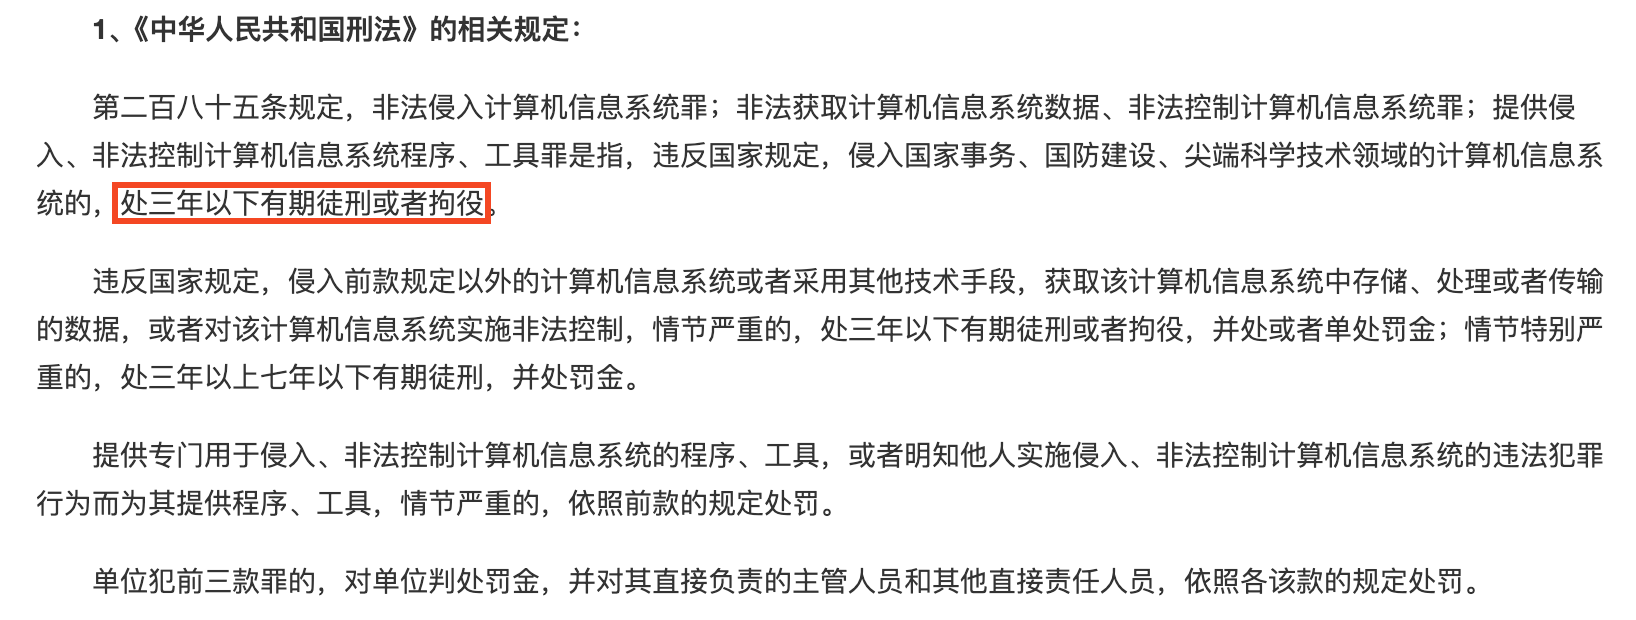 1、《中华人民共和国刑法》的相关规定：
第二百八十五条规定，非法侵入计算机信息系统罪；非法获取计算机信息系统数据、非法控制计算机信息系统罪；提供侵
入、非法控制计算机信息系统程序、工具罪是指，违反国家规定，侵入国家事务、国防建设、尖端科学技术领域的计算机信息系
统的，处三年以下有期徒刑或者拘役。
违反国家规定，侵入前款规定以外的计算机信息系统或者采用其他技术手段，获取该计算机信息系统中存储、处理或者传输
的数据，或者对该计算机信息系统实施非法控制，情节严重的，处三年以下有期徒刑或者拘役，并处或者单处罚金；情节特别严
重的，处三年以上七年以下有期徒刑，并处罚金。
提供专门用于侵入、非法控制计算机信息系统的程序、工具，或者明知他人实施侵入、非法控制计算机信息系统的违法犯罪
行为而为其提供程序、工具，情节严重的，依照前款的规定处罚。
单位犯前三款罪的，对单位判处罚金，并对其直接负责的主管人员和其他直接责任人员，依照各该款的规定处罚。